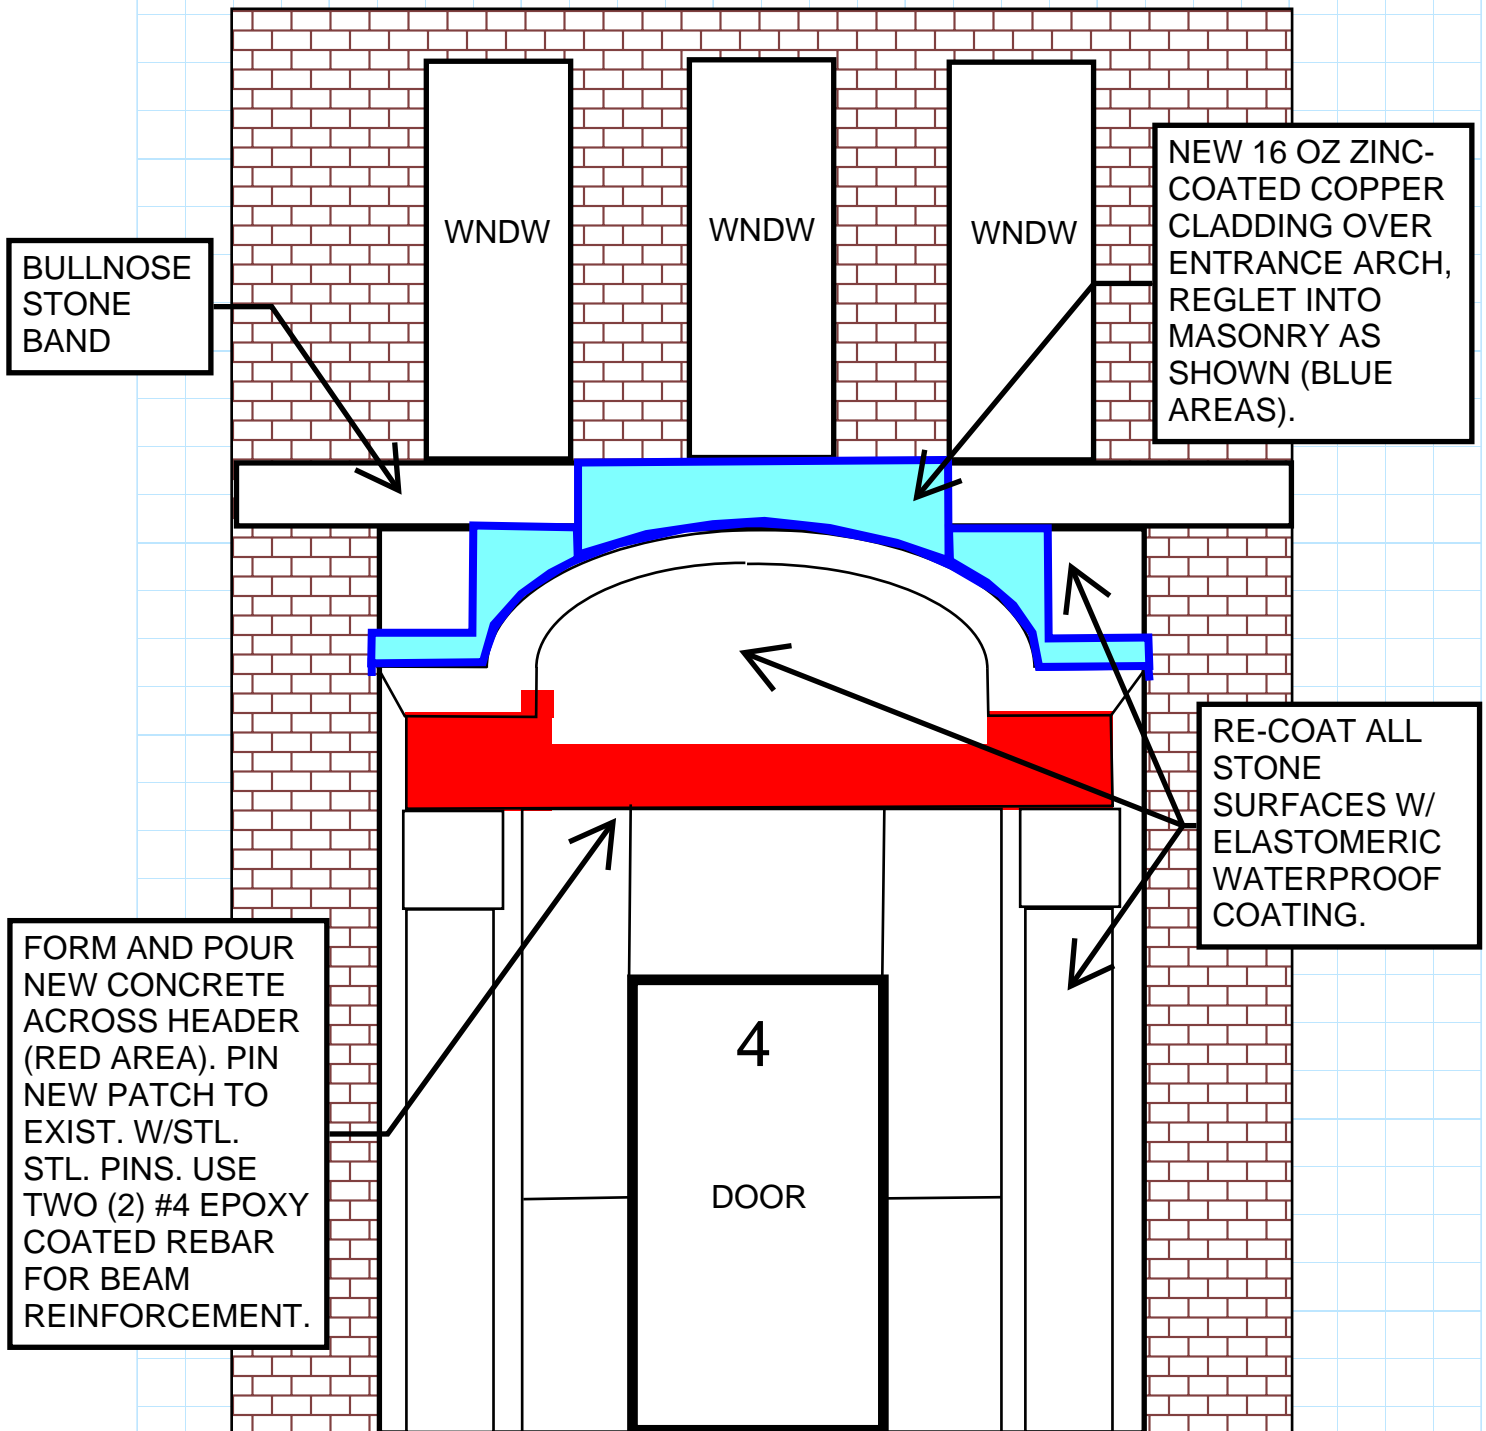 WNDW
WNDW
WNDW
NEW 16 OZ ZINC-
COATED COPPER
CLADDING OVER
ENTRANCE ARCH,
REGLET INTO
MASONRY AS
SHOWN (BLUE
AREAS).
BULLNOSE
STONE
BAND
RE-COAT ALL
STONE
SURFACES W/
ELASTOMERIC
WATERPROOF
COATING.
FORM AND POUR
NEW CONCRETE
ACROSS HEADER
(RED AREA). PIN
NEW PATCH TO
EXIST. W/STL.
STL. PINS. USE
TWO (2) #4 EPOXY
COATED REBAR
FOR BEAM
REINFORCEMENT.
4
DOOR